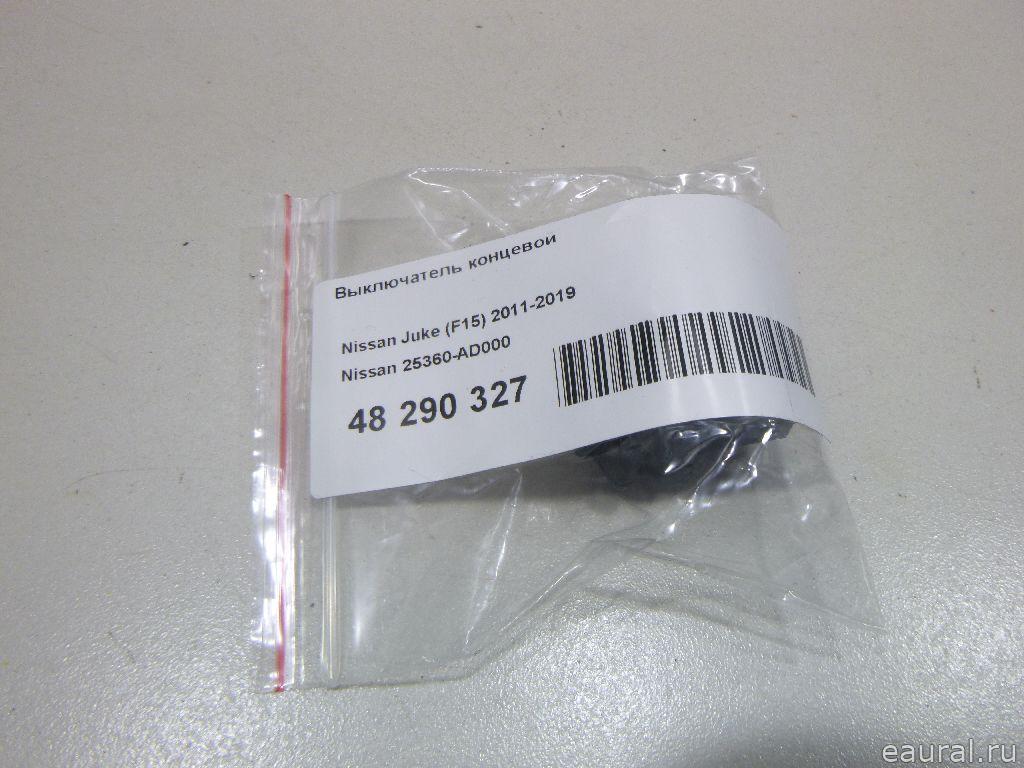 Выключатель концевой
Nissan Juke (F15) 2011-2019
Nissan 25360-AD000
48 290 327
eaural.ru